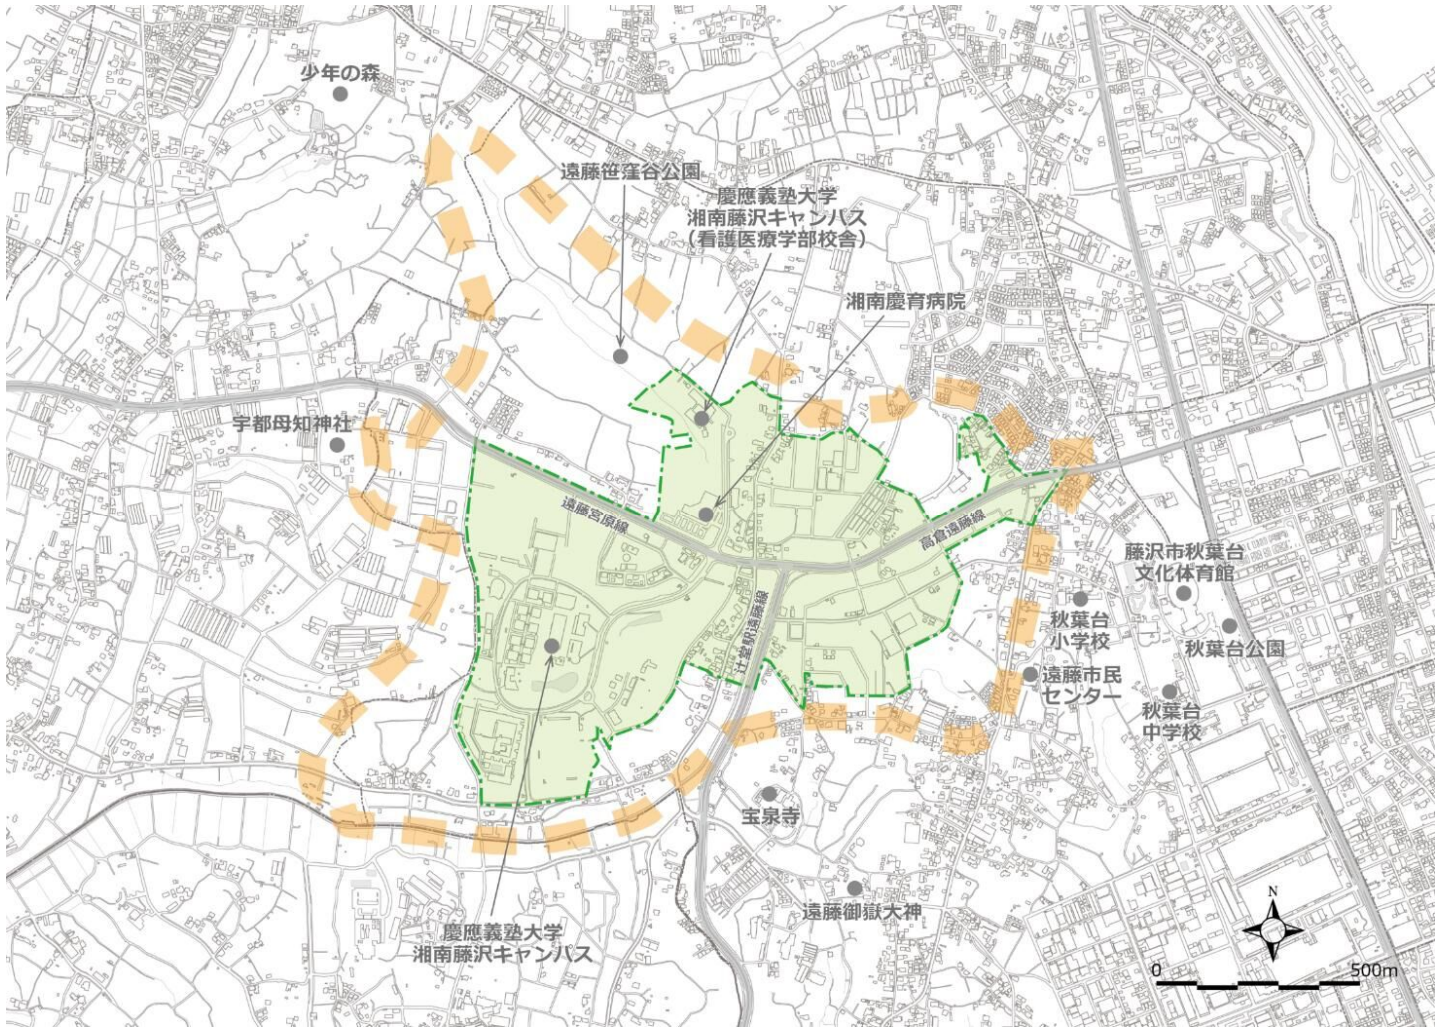 少年の森
遠藤笹窪谷公園
慶應義塾大学
湘南藤沢キャンパス
（看護医療学部校舎）
湘南慶育病院
宇都母知神社
遠藤宮原線
高倉遠藤線
辻堂駅遠藤線
藤沢市秋葉台
文化体育館
秋葉台
小学校
秋葉台公園
遠藤市民
センター
秋葉台
中学校
宝泉寺
遠藤御嶽大神
慶應義塾大学
湘南藤沢キャンパス
N
0 500m